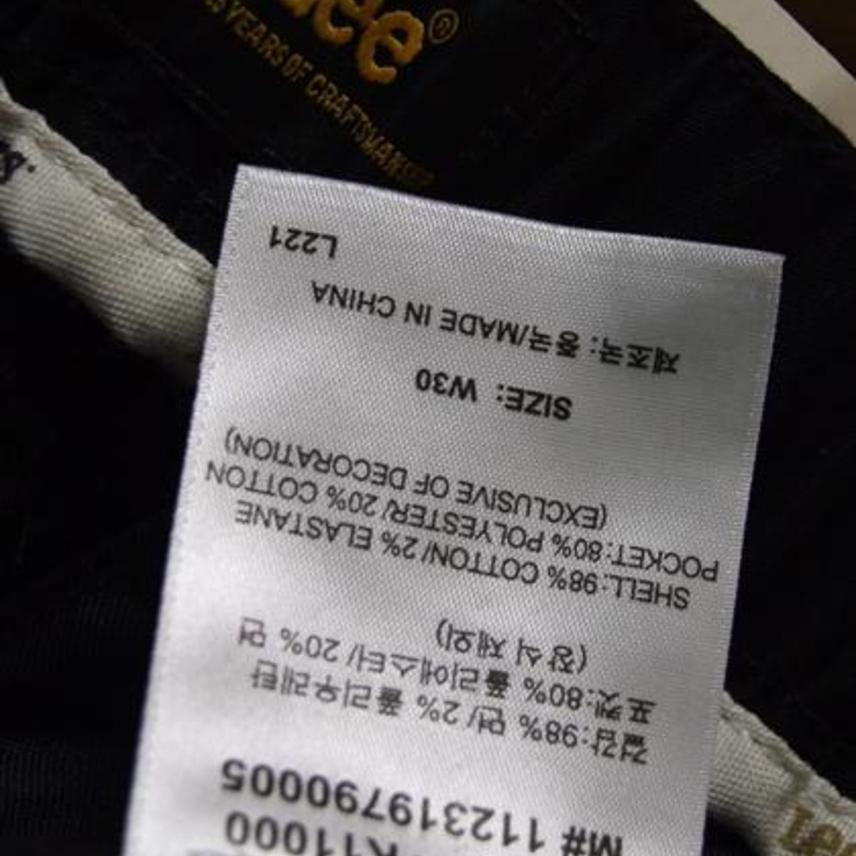 Lee®
YEARS OF CRAFTSMANSHIP
K11000
M# 112319790005
겉감:98% 면/ 2% 폴리우레탄
포켓:80% 폴리에스터/ 20% 면
(장식 제외)
SHELL:98% COTTON/2% ELASTANE
POCKET:80% POLYESTER/ 20% COTTON
(EXCLUSIVE OF DECORATION)
SIZE: W30
제조국: 중국/MADE IN CHINA
L221
Lee